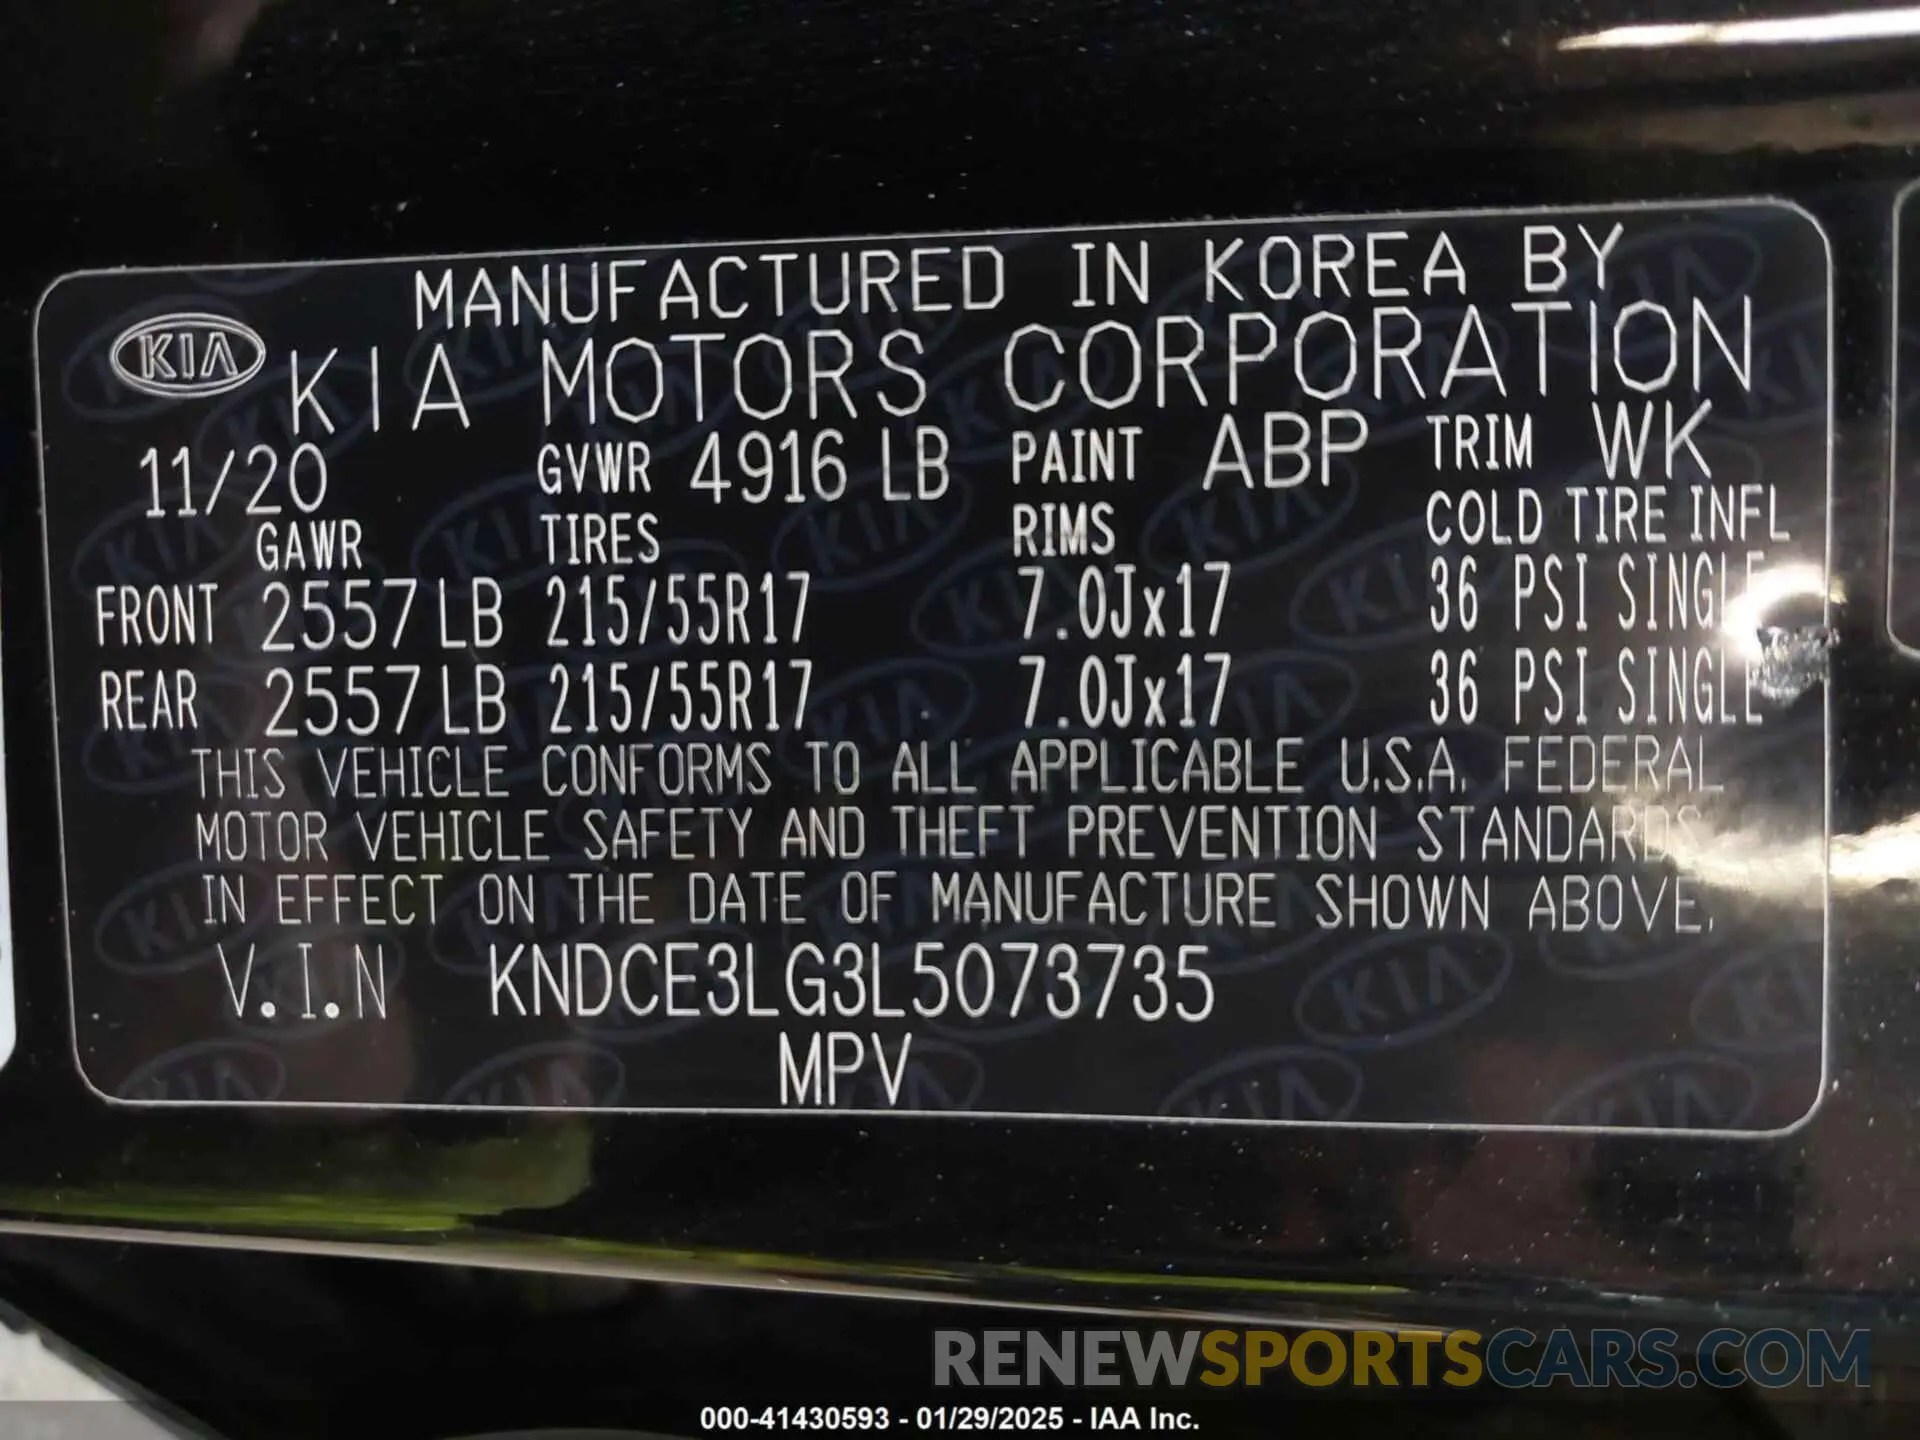 MANUFACTURED IN KOREA BY
KIA KIA MOTORS CORPORATION
11/20 GVWR 4916 LB PAINT ABP TRIM WK
GAWR TIRES RIMS COLD TIRE INFL
FRONT 2557 LB 215/55R17 7.0Jx17 36 PSI SINGLE
REAR 2557 LB 215/55R17 7.0Jx17 36 PSI SINGLE
THIS VEHICLE CONFORMS TO ALL APPLICABLE U.S.A. FEDERAL
MOTOR VEHICLE SAFETY AND THEFT PREVENTION STANDARDS
IN EFFECT ON THE DATE OF MANUFACTURE SHOWN ABOVE.
V.I.N KNDCE3LG3L5073735
MPV
RENEWSPORTSCARS.COM
000-41430593 - 01/29/2025 - IAA Inc.